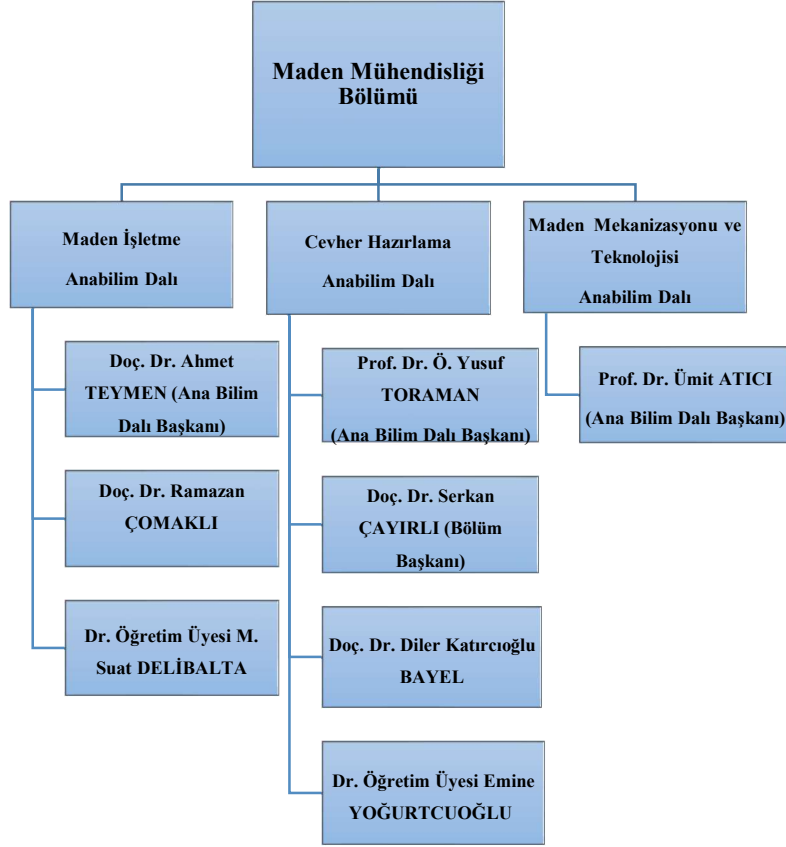 Maden Mühendisliği
Bölümü
Maden İşletme
Anabilim Dalı
Doç. Dr. Ahmet
TEYMEN (Ana Bilim
Dalı Başkanı)
Doç. Dr. Ramazan
ÇOMAKLI
Dr. Öğretim Üyesi M.
Suat DELİBALTA
Cevher Hazırlama
Anabilim Dalı
Prof. Dr. Ö. Yusuf
TORAMAN
(Ana Bilim Dalı Başkanı)
Doç. Dr. Serkan
ÇAYIRLI (Bölüm
Başkanı)
Doç. Dr. Diler Katırcıoğlu
BAYEL
Dr. Öğretim Üyesi Emine
YOĞURTCUOĞLU
Maden Mekanizasyonu ve
Teknolojisi
Anabilim Dalı
Prof. Dr. Ümit ATICI
(Ana Bilim Dalı Başkanı)